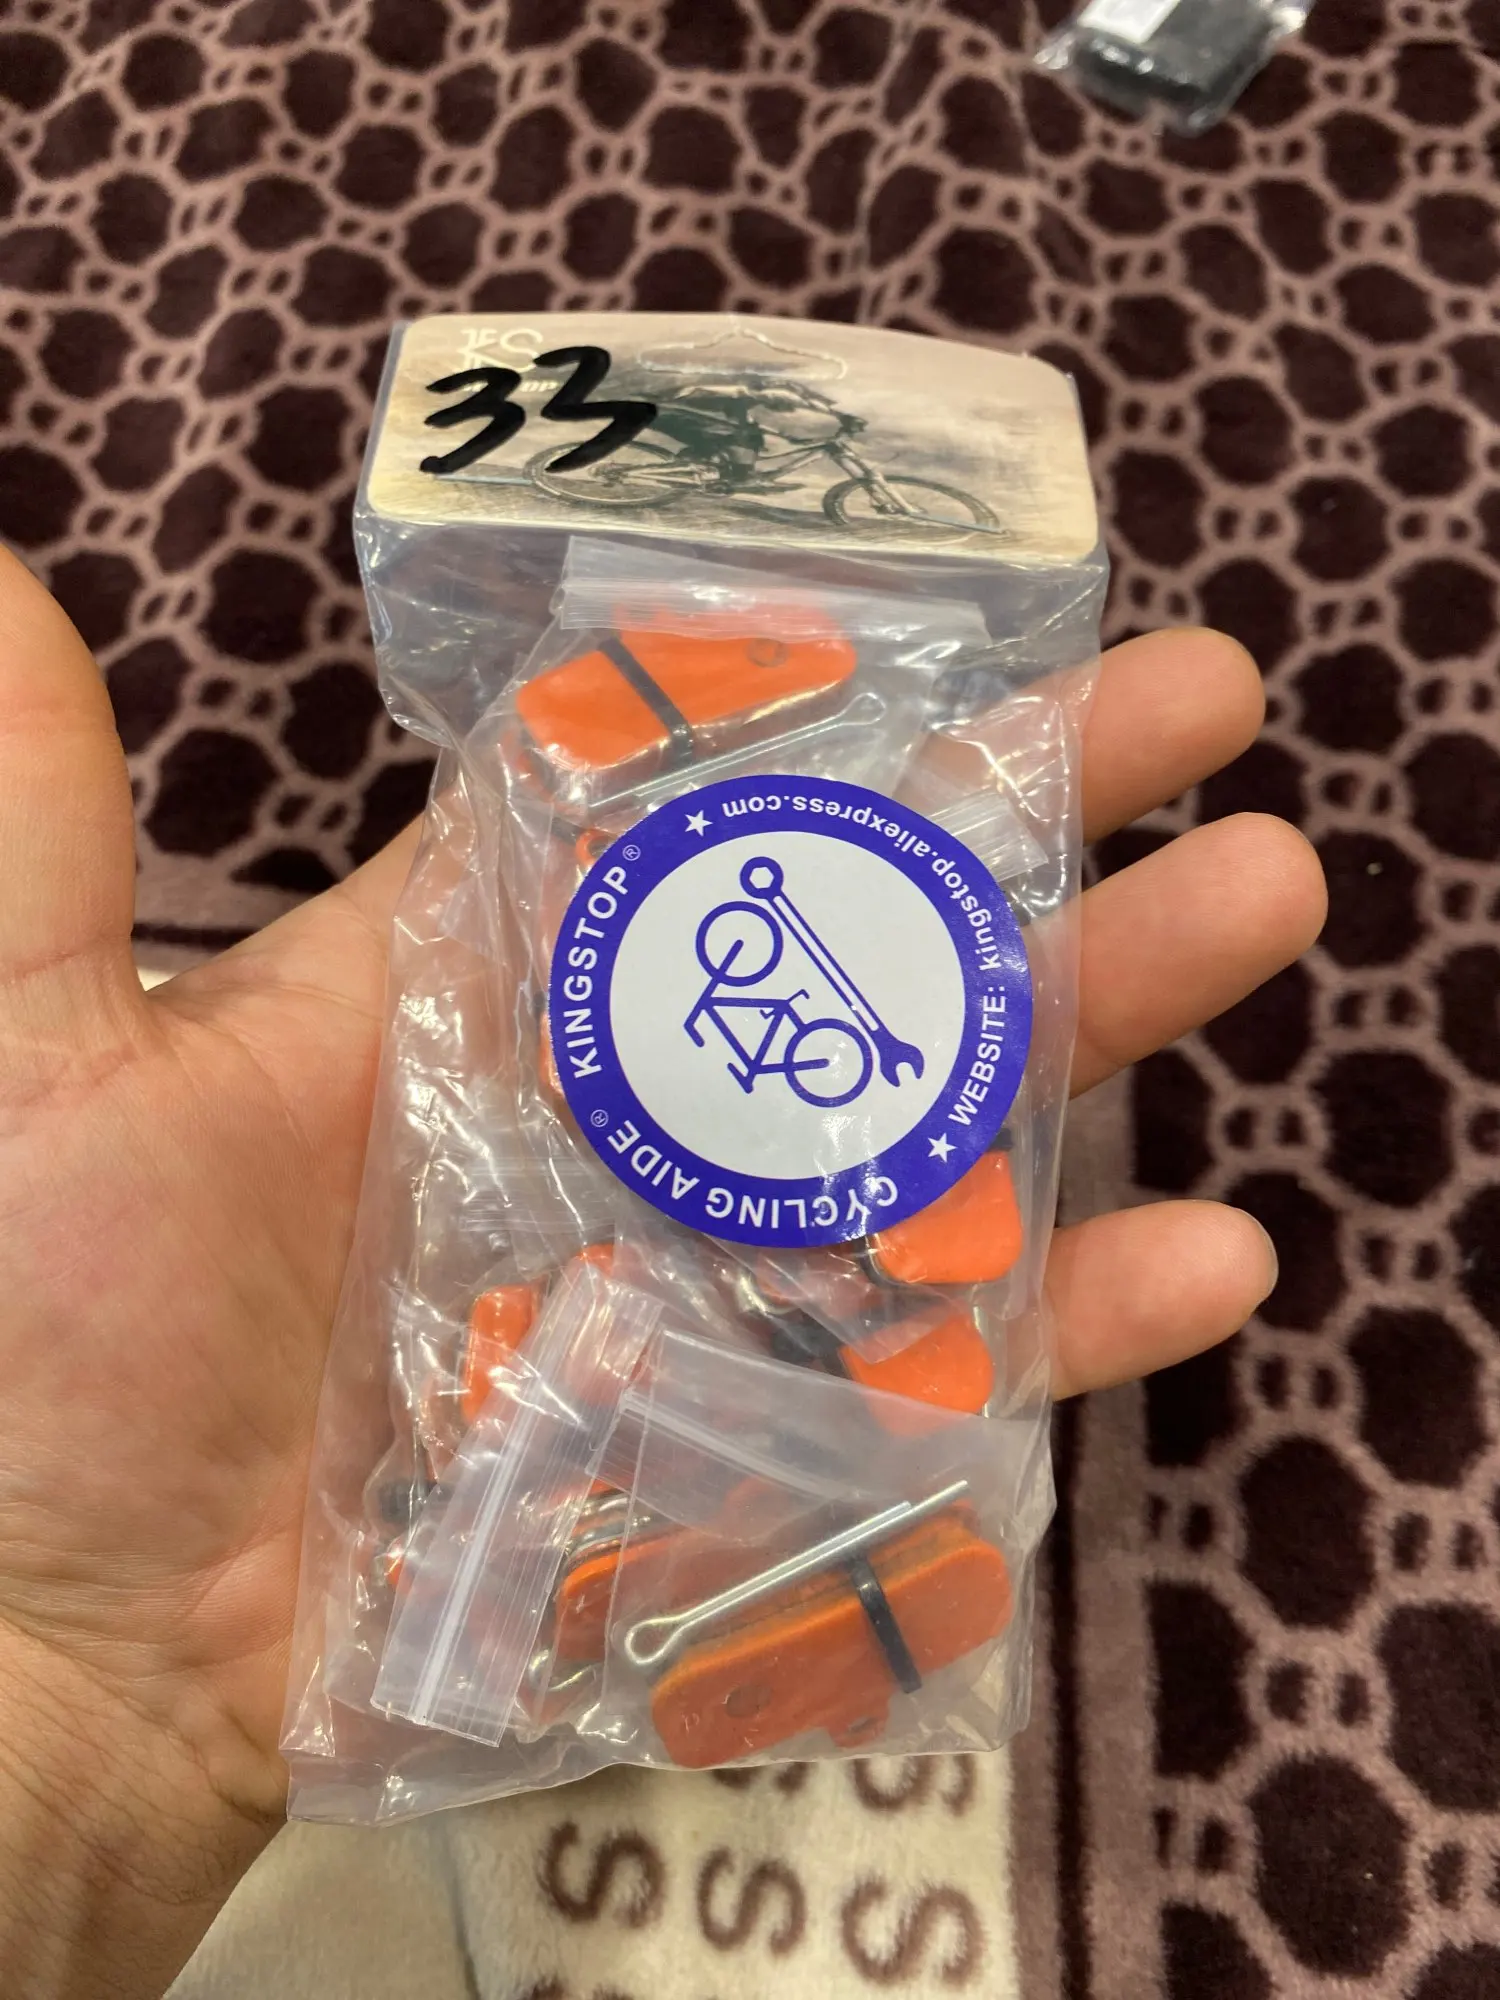 33
KINGSTOP®
★ WEBSITE: kingstop.aliexpress.com ★
CYCLING AIDE®
S S
S S S